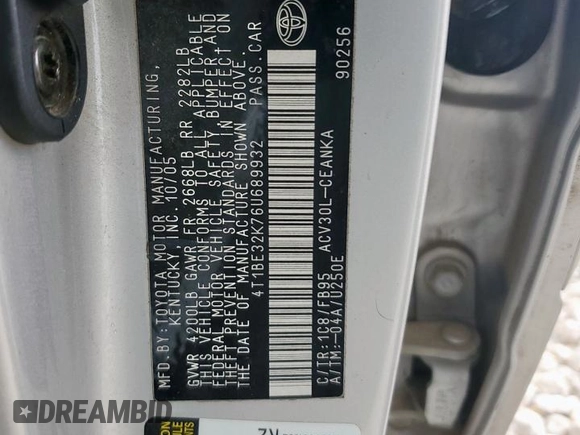 MFD.BY:TOYOTA MOTOR MANUFACTURING,
KENTUCKY, INC. 10/05
GVWR 4200LB GAWR FR 2668LB RR 2282LB
THIS VEHICLE CONFORMS TO ALL APPLICABLE
FEDERAL MOTOR VEHICLE SAFETY, BUMPER AND
THEFT PREVENTION STANDARDS IN EFFECT ON
THE DATE OF MANUFACTURE SHOWN ABOVE.
4T1BE32K76U689932 PASS.CAR
C/TR:1C8/FB95 ACV30L-CEANKA
A/TM:-04A/U250E 90256
DREAMBID